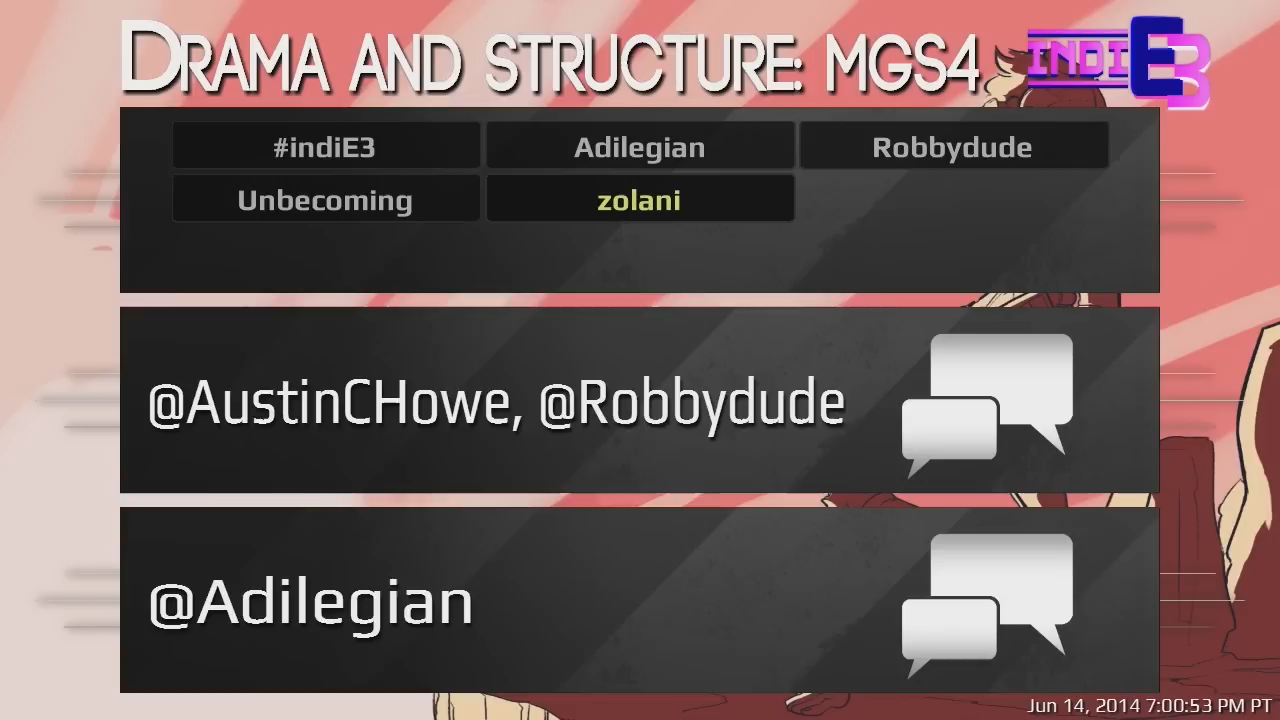 DRAMA AND STRUCTURE: MGS4
INDIE3
#indiE3 Adilegian Robbydude
Unbecoming zolani
@AustinCHowe, @Robbydude
@Adilegian
Jun 14, 2014 7:00:53 PM PT